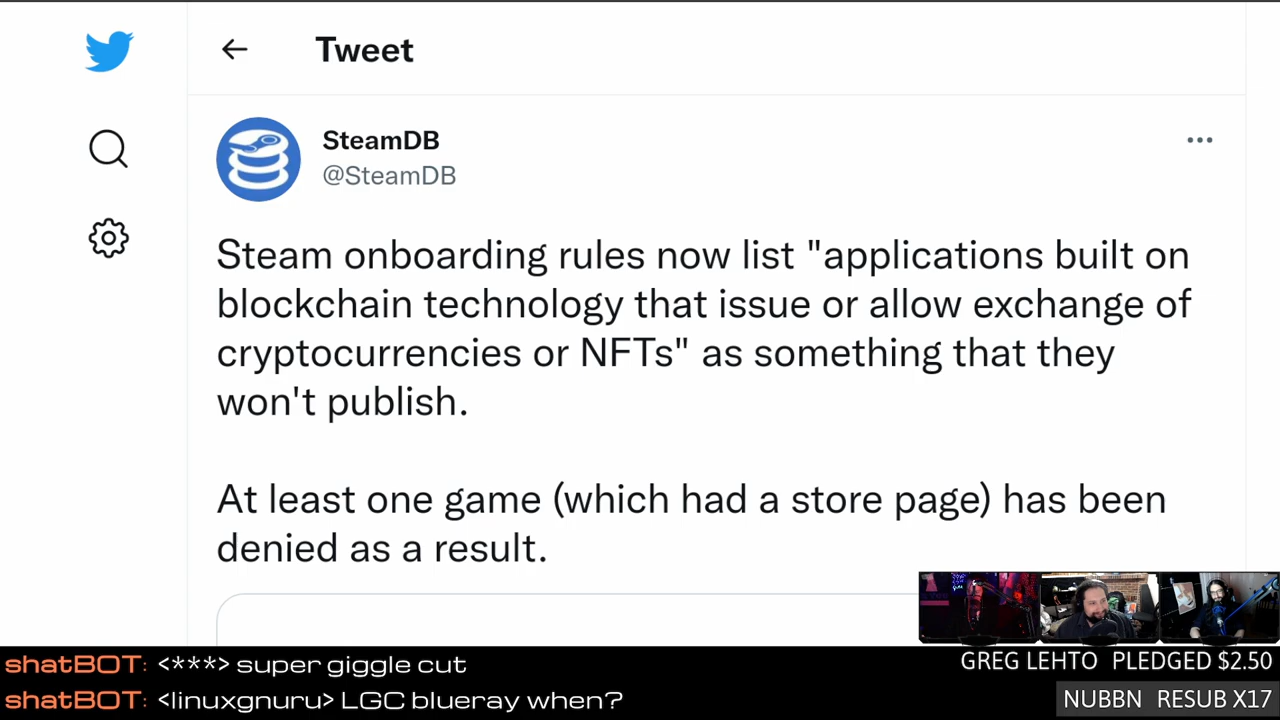 Tweet
SteamDB
@SteamDB
Steam onboarding rules now list "applications built on
blockchain technology that issue or allow exchange of
cryptocurrencies or NFTs" as something that they
won't publish.
At least one game (which had a store page) has been
denied as a result.
shatBOT: <***> super giggle cut
GREG LEHTO PLEDGED $2.50
shatBOT: <linuxgnuru> LGC blueray when?
NUBBN RESUB X17